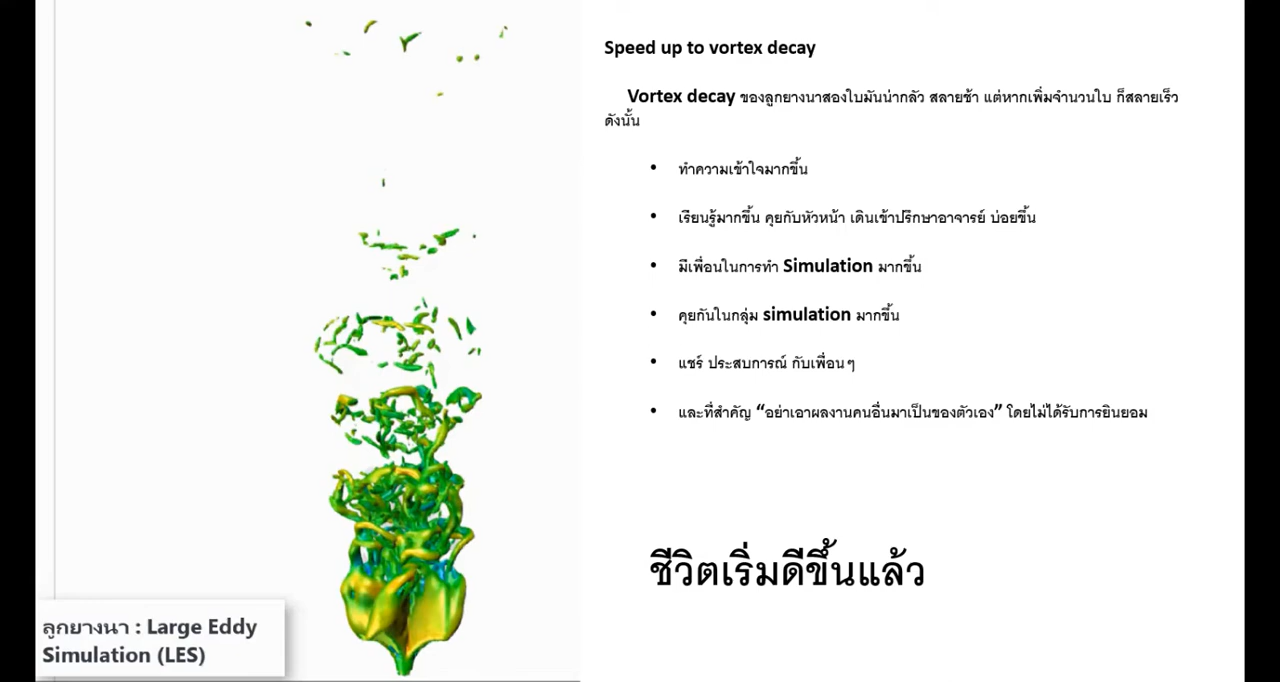 Speed up to vortex decay
Vortex decay ของลูกยางนาสองใบมันน่ากลัว สลายช้า แต่หากเพิ่มจำนวนใบ ก็สลายเร็ว
ดังนั้น
• ทำความเข้าใจมากขึ้น
• เรียนรู้มากขึ้น คุยกับหัวหน้า เดินเข้าปรึกษาอาจารย์ บ่อยขึ้น
• มีเพื่อนในการทำ Simulation มากขึ้น
• คุยกันในกลุ่ม simulation มากขึ้น
• แชร์ ประสบการณ์ กับเพื่อนๆ
• และที่สำคัญ “อย่าเอาผลงานคนอื่นมาเป็นของตัวเอง” โดยไม่ได้รับการยินยอม
ชีวิตเริ่มดีขึ้นแล้ว
ลูกยางนา : Large Eddy
Simulation (LES)